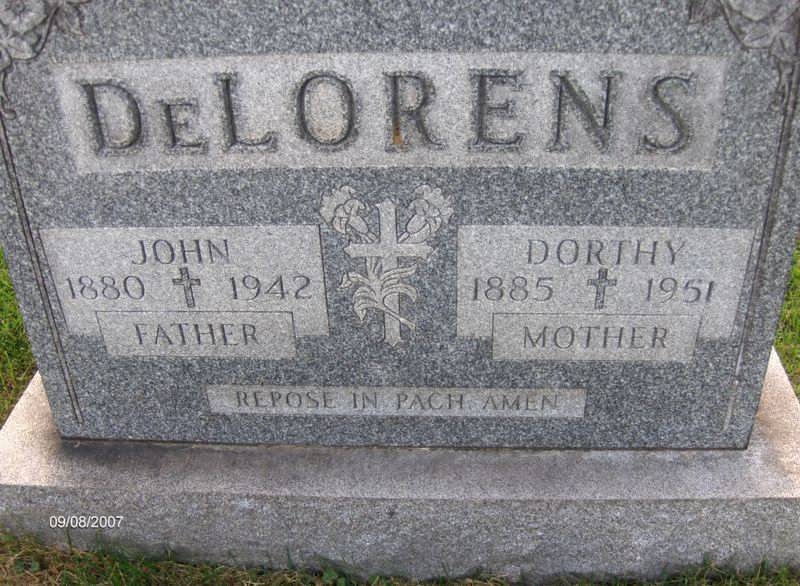 DeLORENS
JOHN
1880 1942
FATHER
DORTHY
1885 1951
MOTHER
REPOSE IN PACH AMEN
09/08/2007